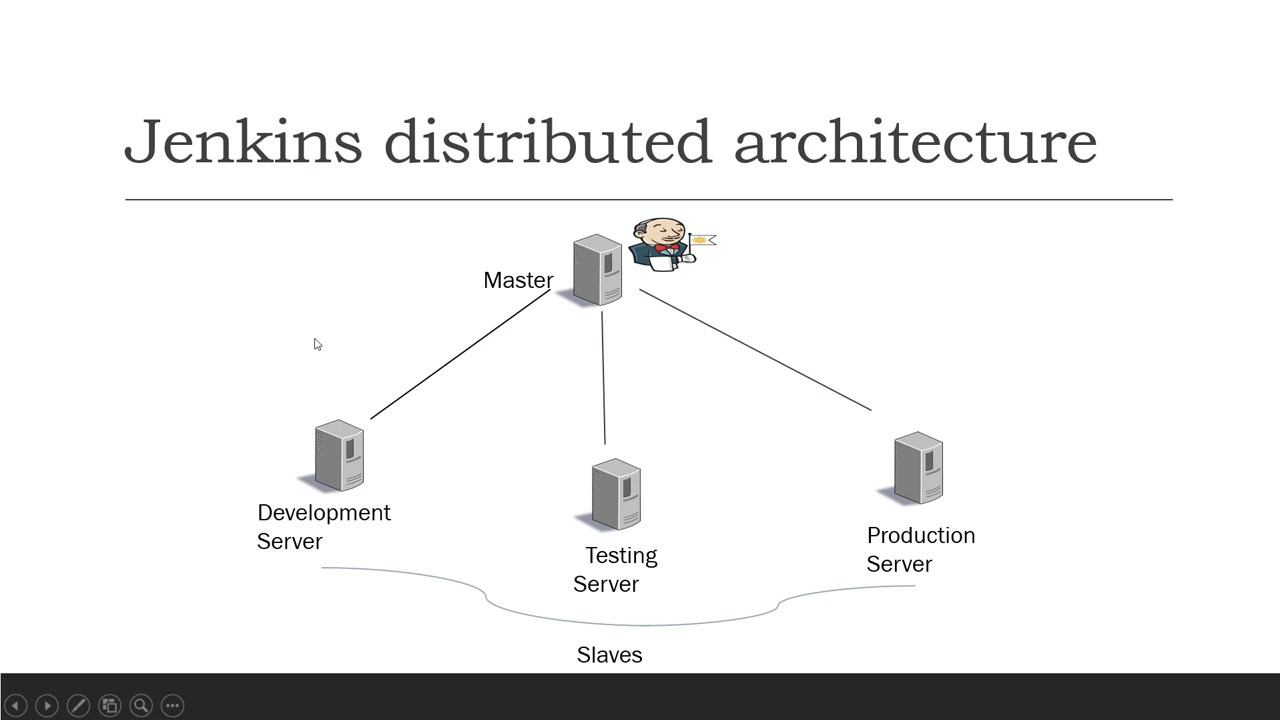 Jenkins distributed architecture
Master
Development
Server
Testing
Server
Production
Server
Slaves